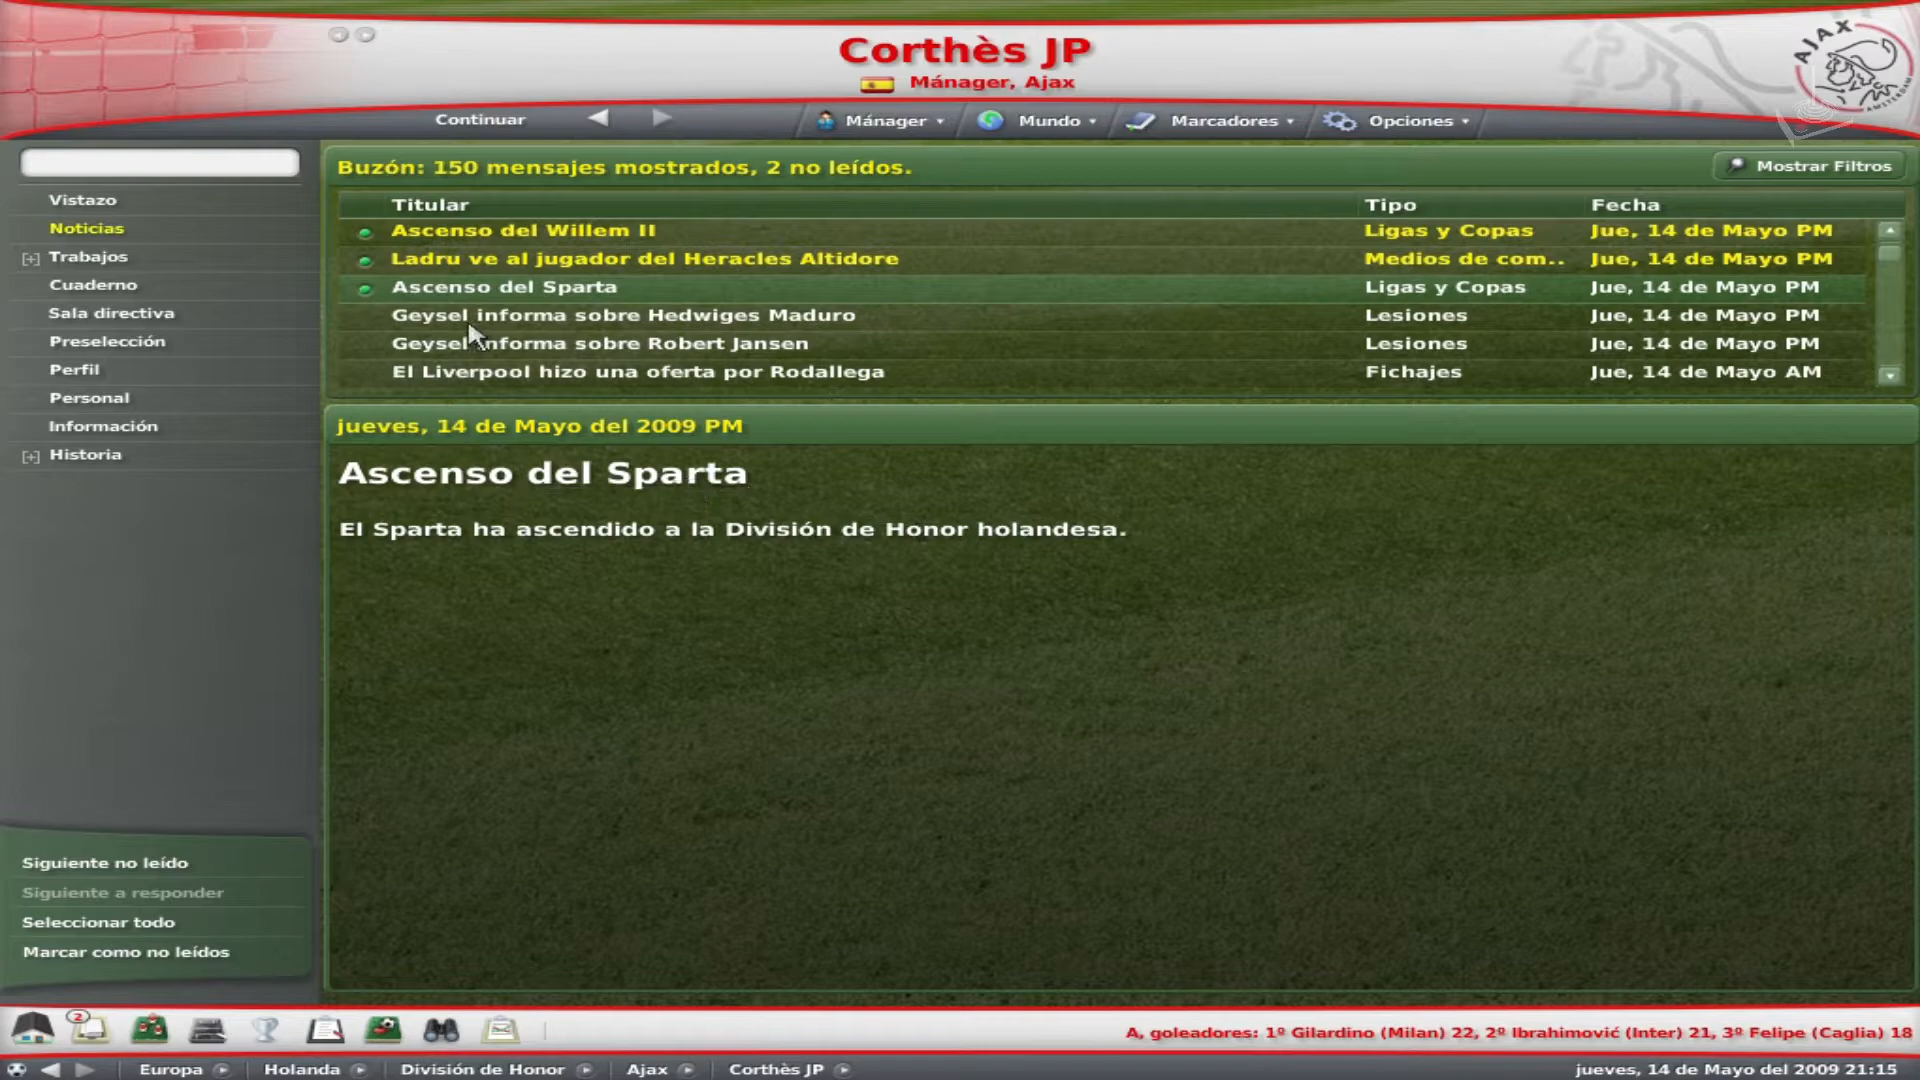 Corthès JP
Mánager, Ajax
AJAX
AMSTERDAM
Continuar
Mánager
Mundo
Marcadores
Opciones
Vistazo
Noticias
[+] Trabajos
Cuaderno
Sala directiva
Preselección
Perfil
Personal
Información
[+] Historia
Buzón: 150 mensajes mostrados, 2 no leídos.
Mostrar Filtros
Titular Tipo Fecha
Ascenso del Willem II Ligas y Copas Jue, 14 de Mayo PM
Ladru ve al jugador del Heracles Altidore Medios de com.. Jue, 14 de Mayo PM
Ascenso del Sparta Ligas y Copas Jue, 14 de Mayo PM
Geysel informa sobre Hedwiges Maduro Lesiones Jue, 14 de Mayo PM
Geysel informa sobre Robert Jansen Lesiones Jue, 14 de Mayo PM
El Liverpool hizo una oferta por Rodallega Fichajes Jue, 14 de Mayo AM
jueves, 14 de Mayo del 2009 PM
Ascenso del Sparta
El Sparta ha ascendido a la División de Honor holandesa.
Siguiente no leído
Siguiente a responder
Seleccionar todo
Marcar como no leídos
2
A, goleadores: 1º Gilardino (Milan) 22, 2º Ibrahimović (Inter) 21, 3º Felipe (Caglia) 18
Europa Holanda División de Honor Ajax Corthès JP
jueves, 14 de Mayo del 2009 21:15